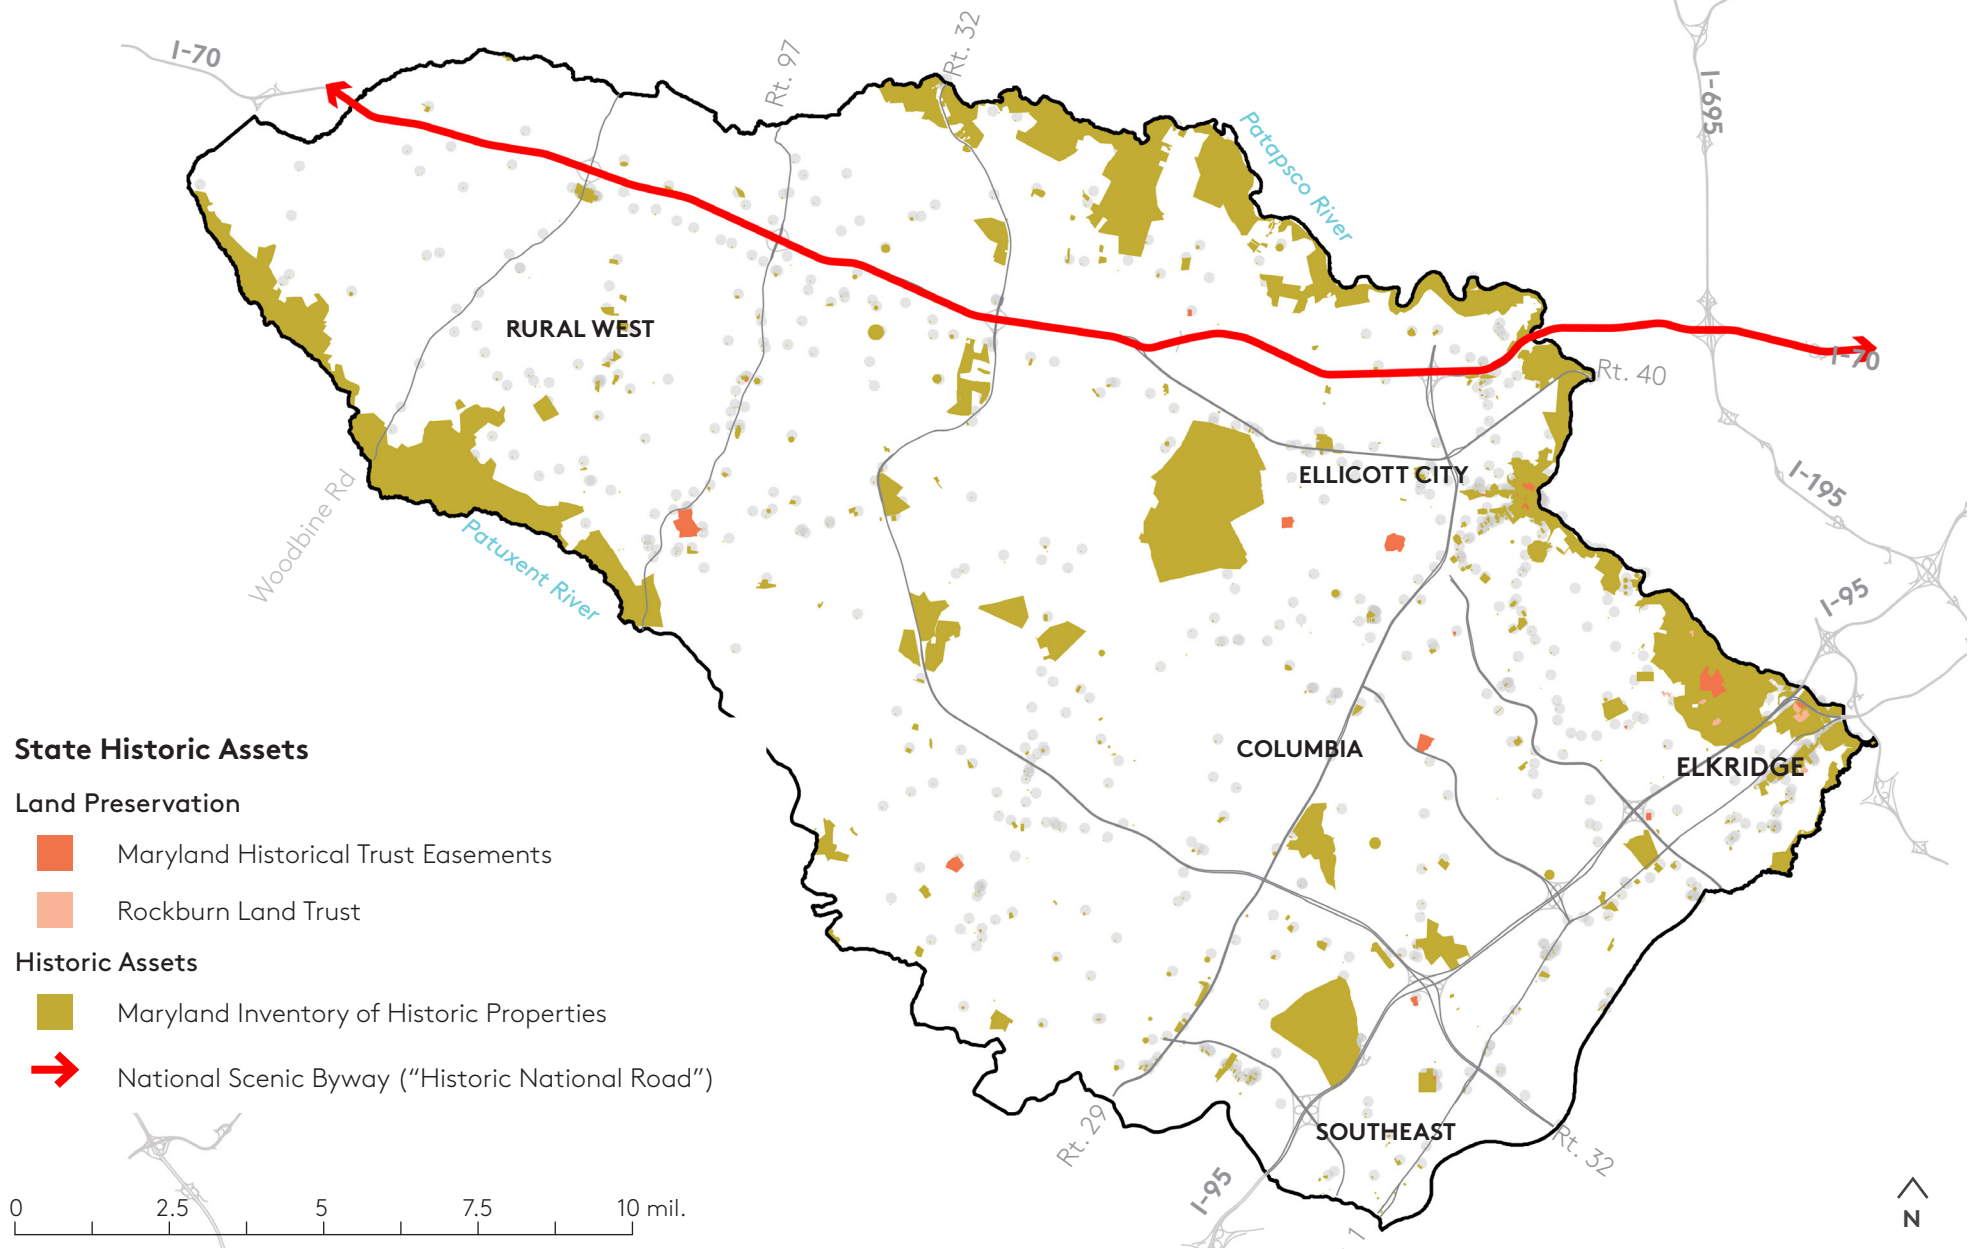 I-70
Rt. 97
Rt. 32
I-695
Patapsco River
RURAL WEST
I-70
Rt. 40
ELLICOTT CITY
I-195
Woodbine Rd
Patuxent River
I-95
COLUMBIA
ELKRIDGE
State Historic Assets
Land Preservation
Maryland Historical Trust Easements
Rockburn Land Trust
Historic Assets
Maryland Inventory of Historic Properties
National Scenic Byway (“Historic National Road”)
Rt. 29
SOUTHEAST
Rt. 32
I-95
1
0 2.5 5 7.5 10 mil.
N